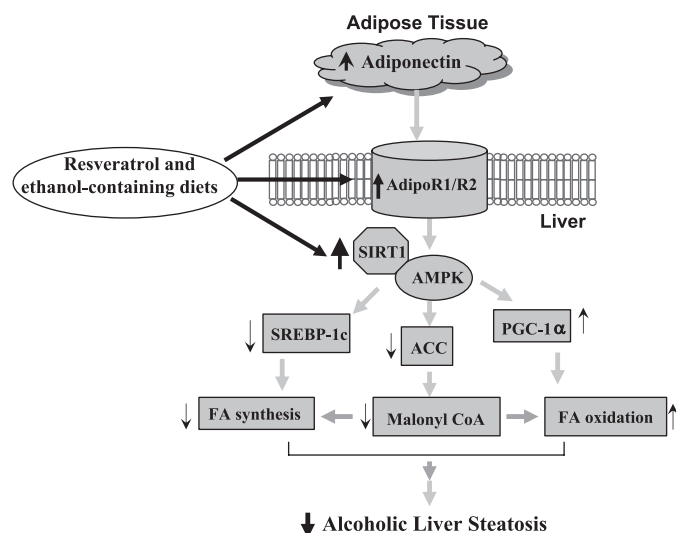 Adipose Tissue
Adiponectin
Resveratrol and
ethanol-containing diets
AdipoR1/R2
Liver
SIRT1
AMPK
SREBP-1c
ACC
PGC-1α
FA synthesis
Malonyl CoA
FA oxidation
Alcoholic Liver Steatosis